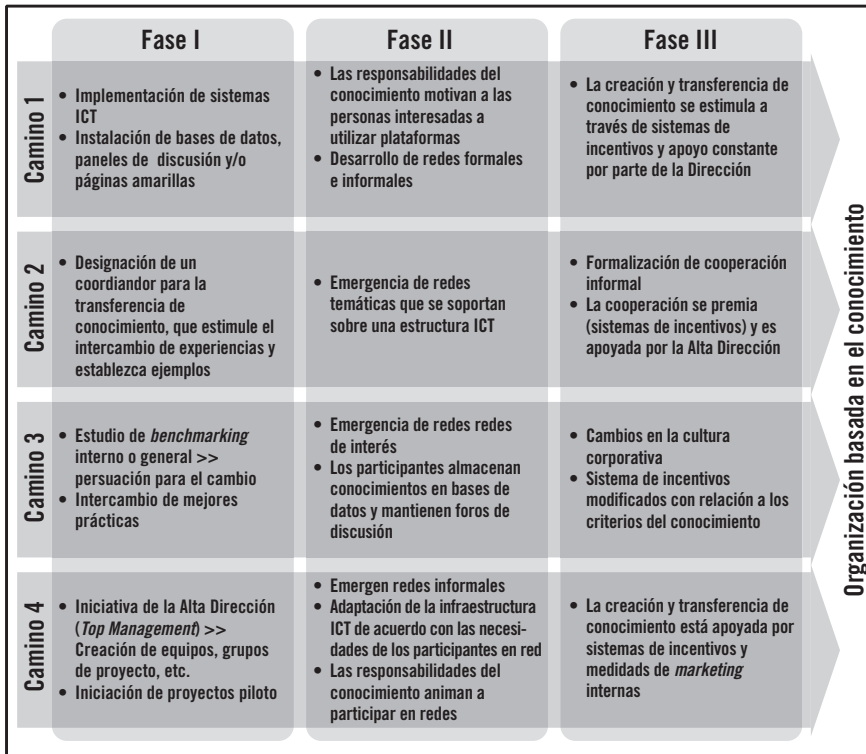 Fase I
Fase II
Fase III
Camino 1
• Implementación de sistemas
ICT
• Instalación de bases de datos,
paneles de discusión y/o
páginas amarillas
• Las responsabilidades del
conocimiento motivan a las
personas interesadas a
utilizar plataformas
• Desarrollo de redes formales
e informales
• La creación y transferencia de
conocimiento se estimula a
través de sistemas de
incentivos y apoyo constante
por parte de la Dirección
Camino 2
• Designación de un
coordiandor para la
transferencia de
conocimiento, que estimule el
intercambio de experiencias y
establezca ejemplos
• Emergencia de redes
temáticas que se soportan
sobre una estructura ICT
• Formalización de cooperación
informal
• La cooperación se premia
(sistemas de incentivos) y es
apoyada por la Alta Dirección
Camino 3
• Estudio de benchmarking
interno o general >>
persuación para el cambio
• Intercambio de mejores
prácticas
• Emergencia de redes redes
de interés
• Los participantes almacenan
conocimientos en bases de
datos y mantienen foros de
discusión
• Cambios en la cultura
corporativa
• Sistema de incentivos
modificados con relación a los
criterios del conocimiento
Camino 4
• Iniciativa de la Alta Dirección
(Top Management) >>
Creación de equipos, grupos
de proyecto, etc.
• Iniciación de proyectos piloto
• Emergen redes informales
• Adaptación de la infraestructura
ICT de acuerdo con las necesi-
dades de los participantes en red
• Las responsabilidades del
conocimiento animan a
participar en redes
• La creación y transferencia de
conocimiento está apoyada por
sistemas de incentivos y
medidads de marketing
internas
Organización basada en el conocimiento